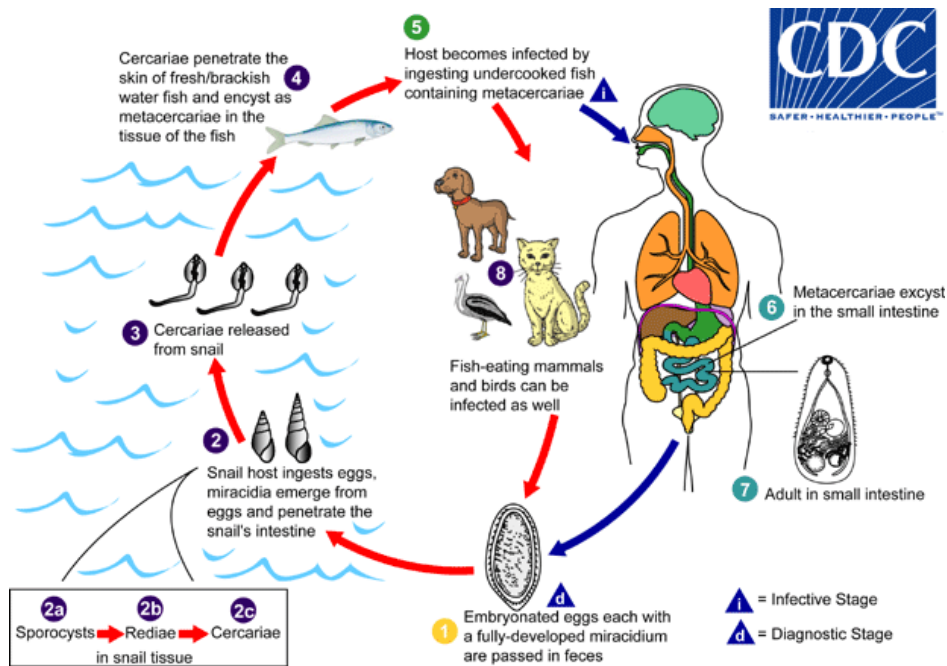 CDC
SAFER•HEALTHIER•PEOPLE™
5
Host becomes infected by
ingesting undercooked fish
containing metacercariae
i
Cercariae penetrate the
skin of fresh/brackish
water fish and encyst as
metacercariae in the
tissue of the fish
4
8
Fish-eating mammals
and birds can be
infected as well
6
Metacercariae excyst
in the small intestine
7
Adult in small intestine
3
Cercariae released
from snail
2
Snail host ingests eggs,
miracidia emerge from
eggs and penetrate the
snail's intestine
2a 2b 2c
Sporocysts Rediae Cercariae
in snail tissue
d
1
Embryonated eggs each with
a fully-developed miracidium
are passed in feces
i = Infective Stage
d = Diagnostic Stage